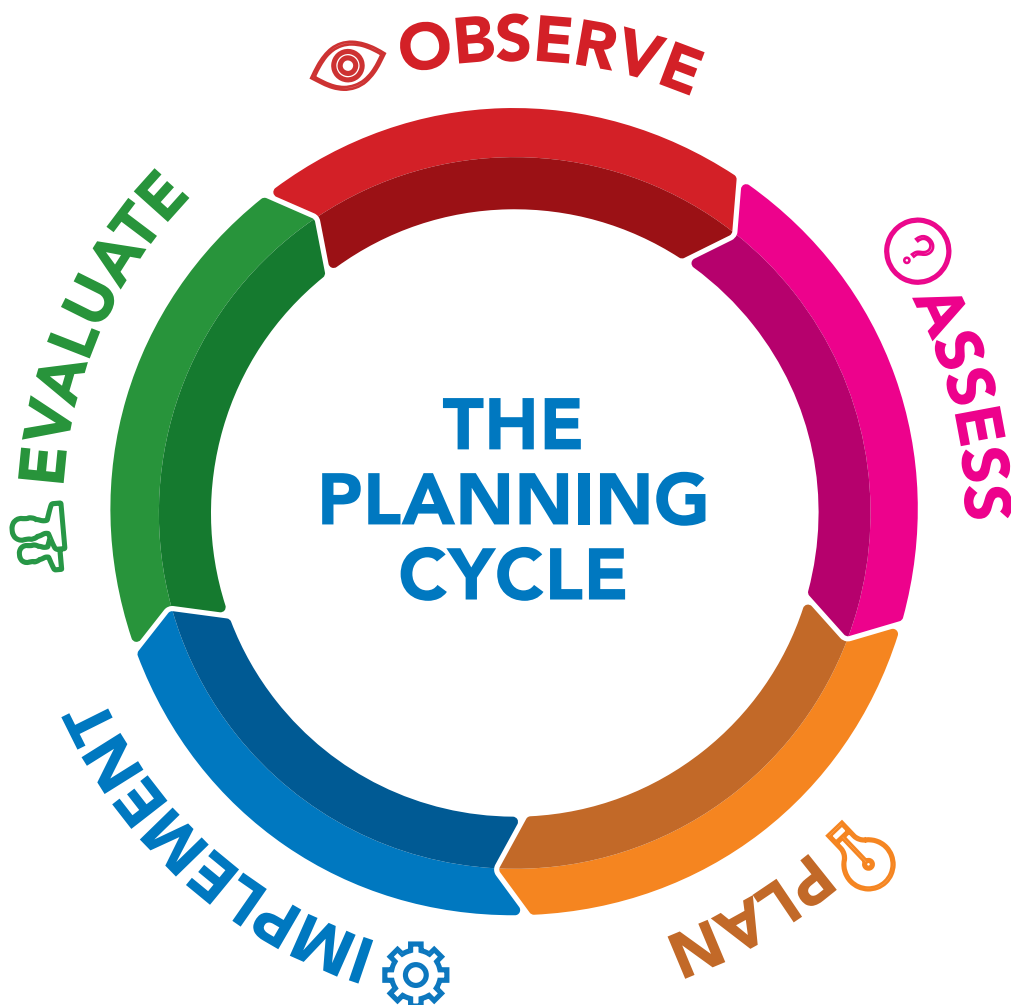 OBSERVE
? ASSESS
PLAN
IMPLEMENT
EVALUATE
THE
PLANNING
CYCLE